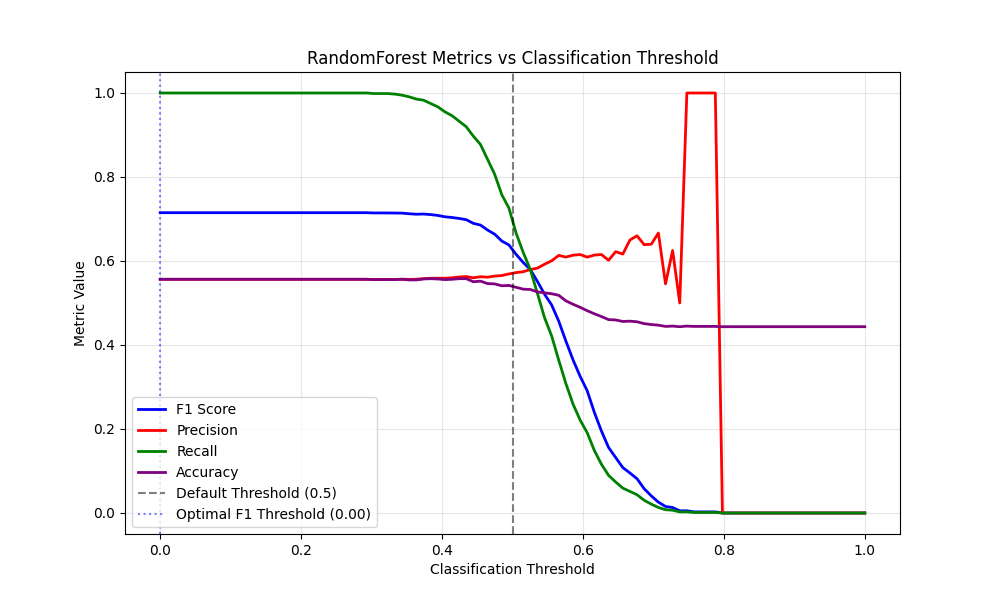 RandomForest Metrics vs Classification Threshold
Metric Value
1.0
0.8
0.6
0.4
0.2
0.0
F1 Score
Precision
Recall
Accuracy
Default Threshold (0.5)
Optimal F1 Threshold (0.00)
0.0 0.2 0.4 0.6 0.8 1.0
Classification Threshold